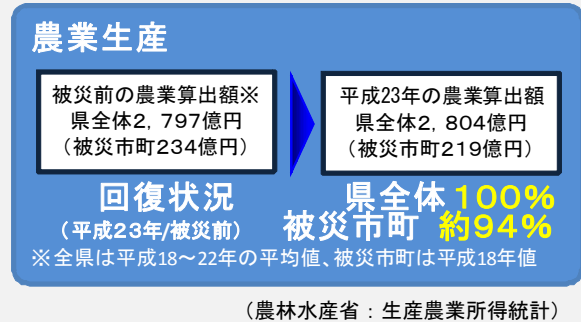 農業生産
被災前の農業算出額※
県全体2，797億円
（被災市町234億円）
平成23年の農業算出額
県全体2，804億円
（被災市町219億円）
回復状況
（平成２３年/被災前）
県全体 １００％
被災市町 約９４％
※全県は平成18～22年の平均値、被災市町は平成18年値
（農林水産省：生産農業所得統計）